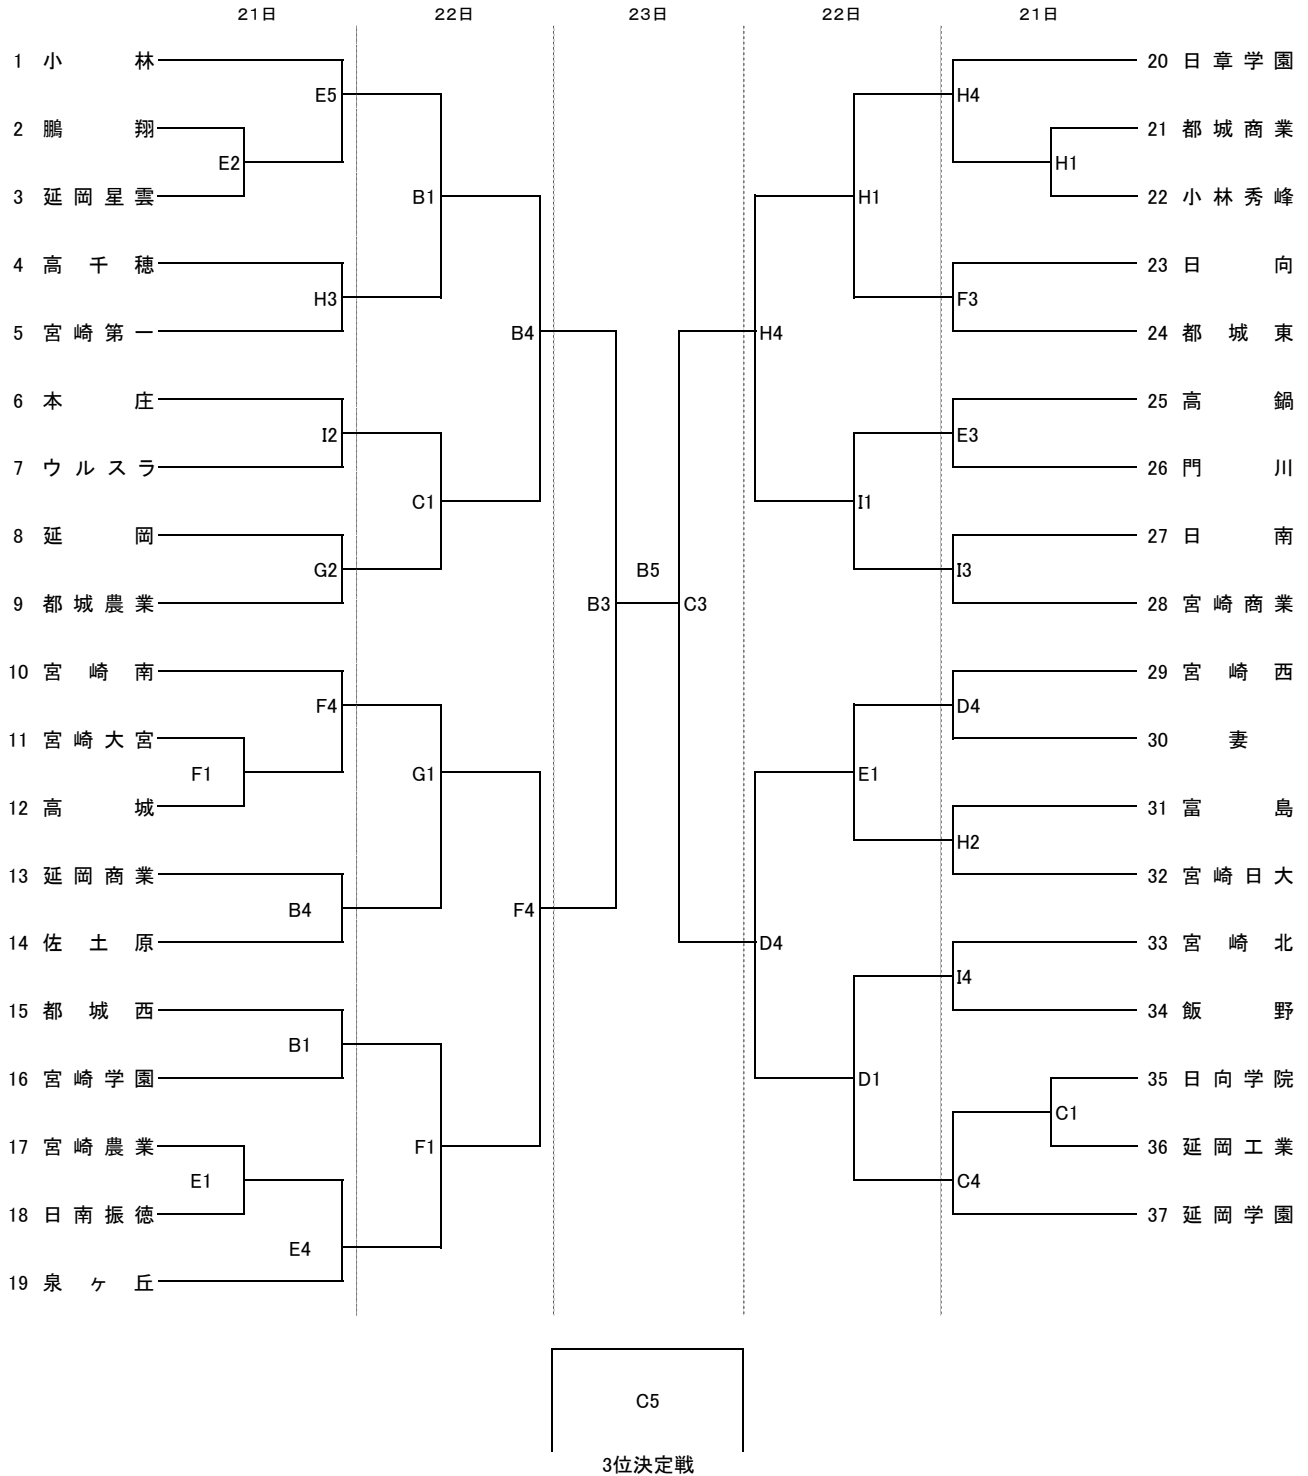 21日 22日 23日 22日 21日
1 小林
2 鵬翔
3 延岡星雲
4 高千穂
5 宮崎第一
6 本庄
7 ウルスラ
8 延岡
9 都城農業
10 宮崎南
11 宮崎大宮
12 高城
13 延岡商業
14 佐土原
15 都城西
16 宮崎学園
17 宮崎農業
18 日南振徳
19 泉ヶ丘
E5
E2
H3
I2
G2
F4
F1
B4
B1
E1
E4
B1
C1
G1
F1
B4
F4
B3
B5
C3
H4
D4
H1
I1
E1
D1
H4
H1
F3
E3
I3
D4
H2
I4
C1
C4
20 日章学園
21 都城商業
22 小林秀峰
23 日向
24 都城東
25 高鍋
26 門川
27 日南
28 宮崎商業
29 宮崎西
30 妻
31 富島
32 宮崎日大
33 宮崎北
34 飯野
35 日向学院
36 延岡工業
37 延岡学園
C5
3位決定戦